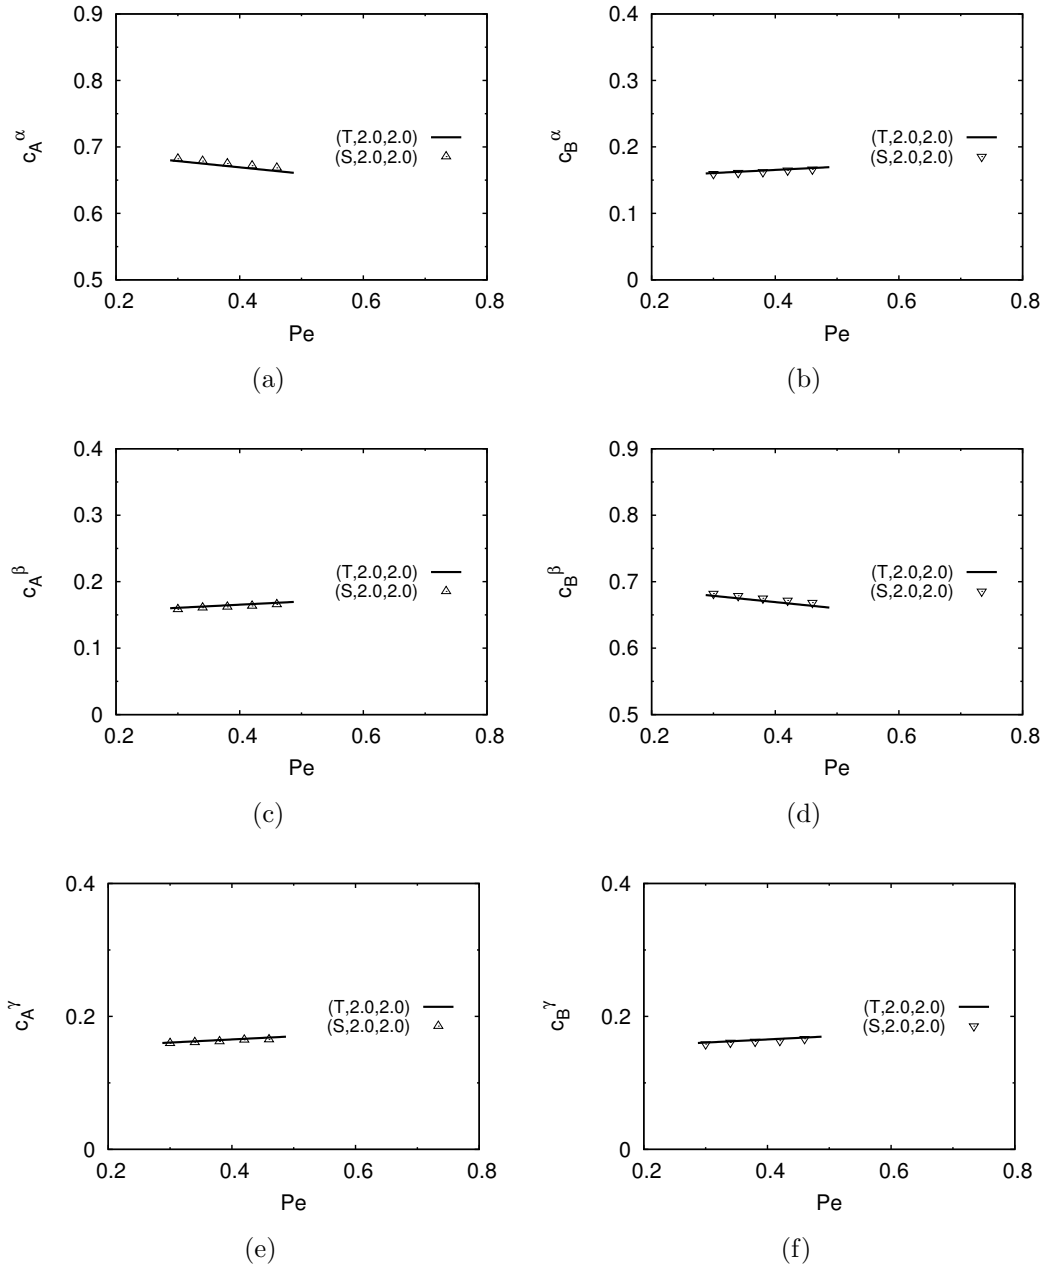 0.9
0.8
0.7
0.6
0.5
c_A^α
(T,2.0,2.0)
(S,2.0,2.0)
0.2 0.4 0.6 0.8
Pe
(a)
0.4
0.3
0.2
0.1
0
c_B^α
(T,2.0,2.0)
(S,2.0,2.0)
0.2 0.4 0.6 0.8
Pe
(b)
0.4
0.3
0.2
0.1
0
c_A^β
(T,2.0,2.0)
(S,2.0,2.0)
0.2 0.4 0.6 0.8
Pe
(c)
0.9
0.8
0.7
0.6
0.5
c_B^β
(T,2.0,2.0)
(S,2.0,2.0)
0.2 0.4 0.6 0.8
Pe
(d)
0.4
0.2
0
c_A^γ
(T,2.0,2.0)
(S,2.0,2.0)
0.2 0.4 0.6 0.8
Pe
(e)
0.4
0.2
0
c_B^γ
(T,2.0,2.0)
(S,2.0,2.0)
0.2 0.4 0.6 0.8
Pe
(f)